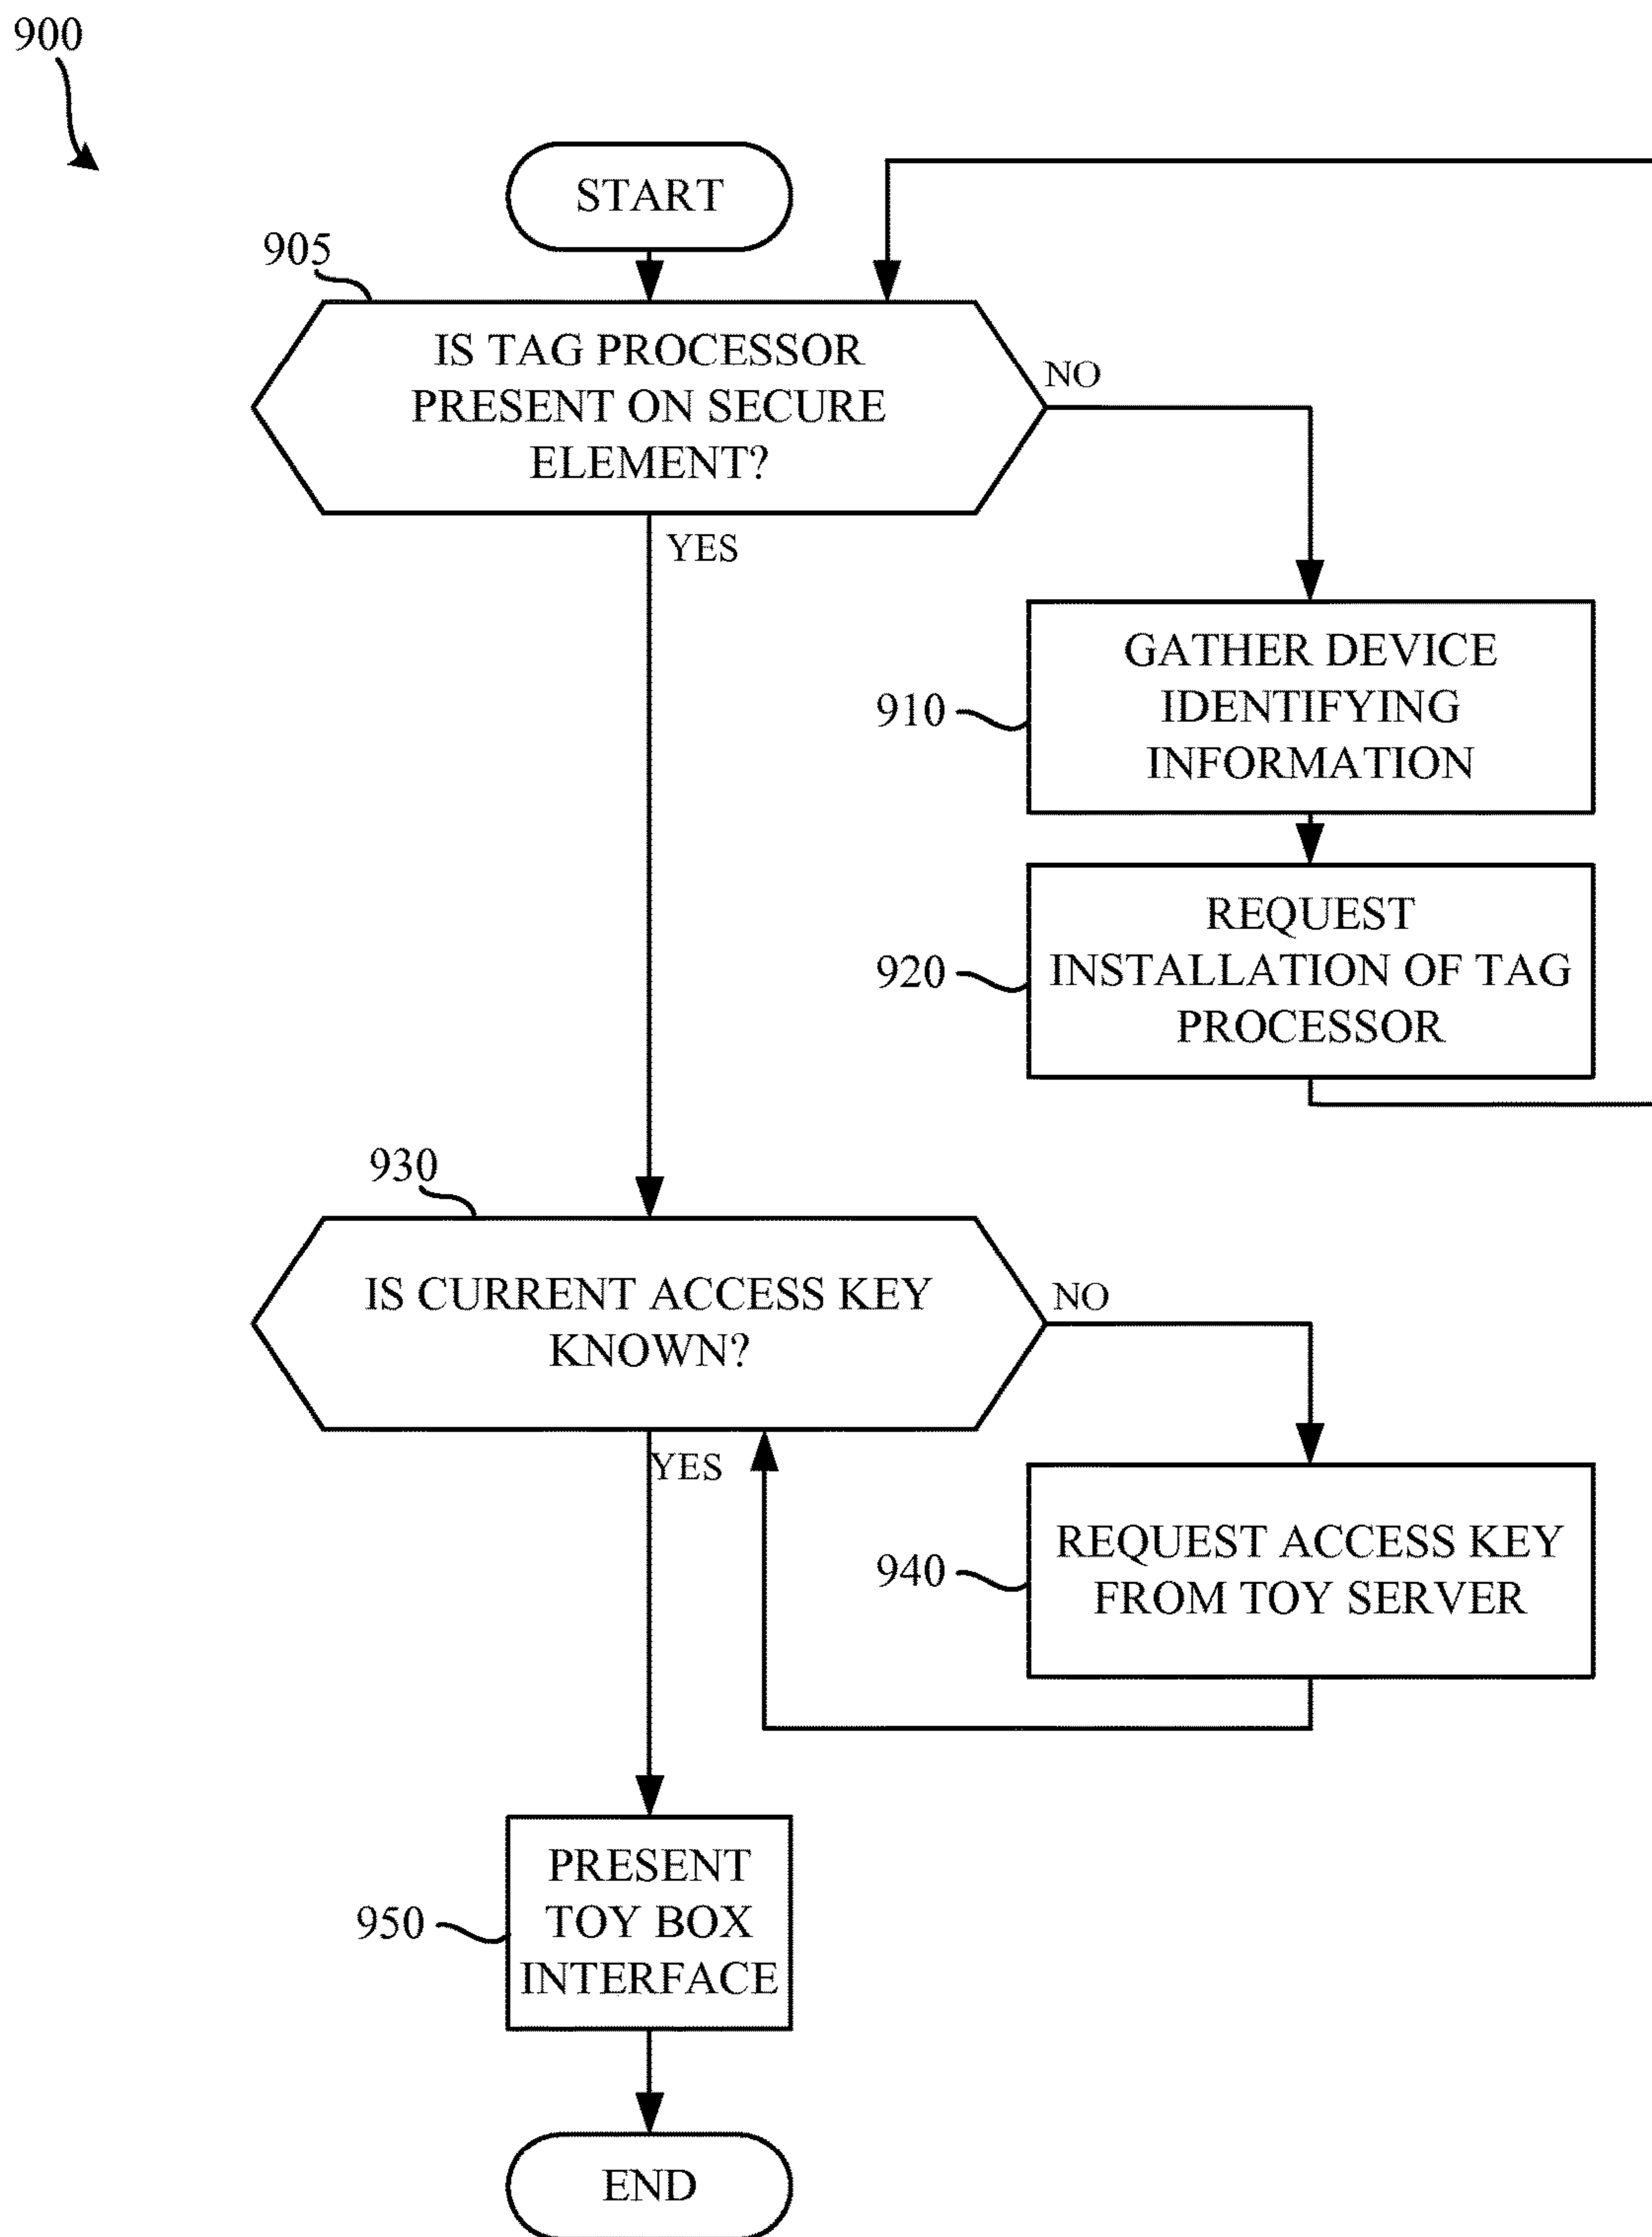 900
START
905
IS TAG PROCESSOR
PRESENT ON SECURE
ELEMENT?
NO
YES
GATHER DEVICE
IDENTIFYING
INFORMATION
910
REQUEST
INSTALLATION OF TAG
PROCESSOR
920
930
IS CURRENT ACCESS KEY
KNOWN?
NO
YES
REQUEST ACCESS KEY
FROM TOY SERVER
940
PRESENT
TOY BOX
INTERFACE
950
END